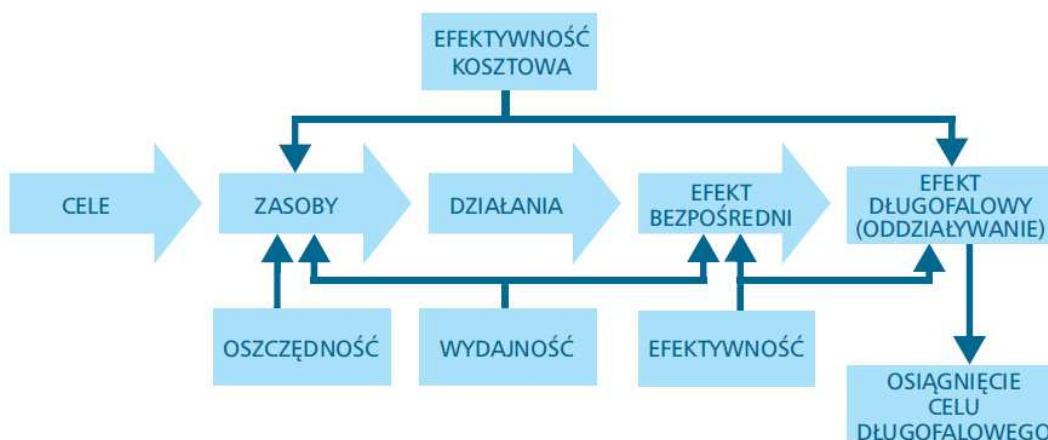 EFEKTYWNOŚĆ
KOSZTOWA
CELE
ZASOBY
DZIAŁANIA
EFEKT
BEZPOŚREDNI
EFEKT
DŁUGOFALOWY
(ODDZIAŁYWANIE)
OSZCZĘDNOŚĆ
WYDAJNOŚĆ
EFEKTYWNOŚĆ
OSIĄGNIĘCIE
CELU
DŁUGOFALOWEGO